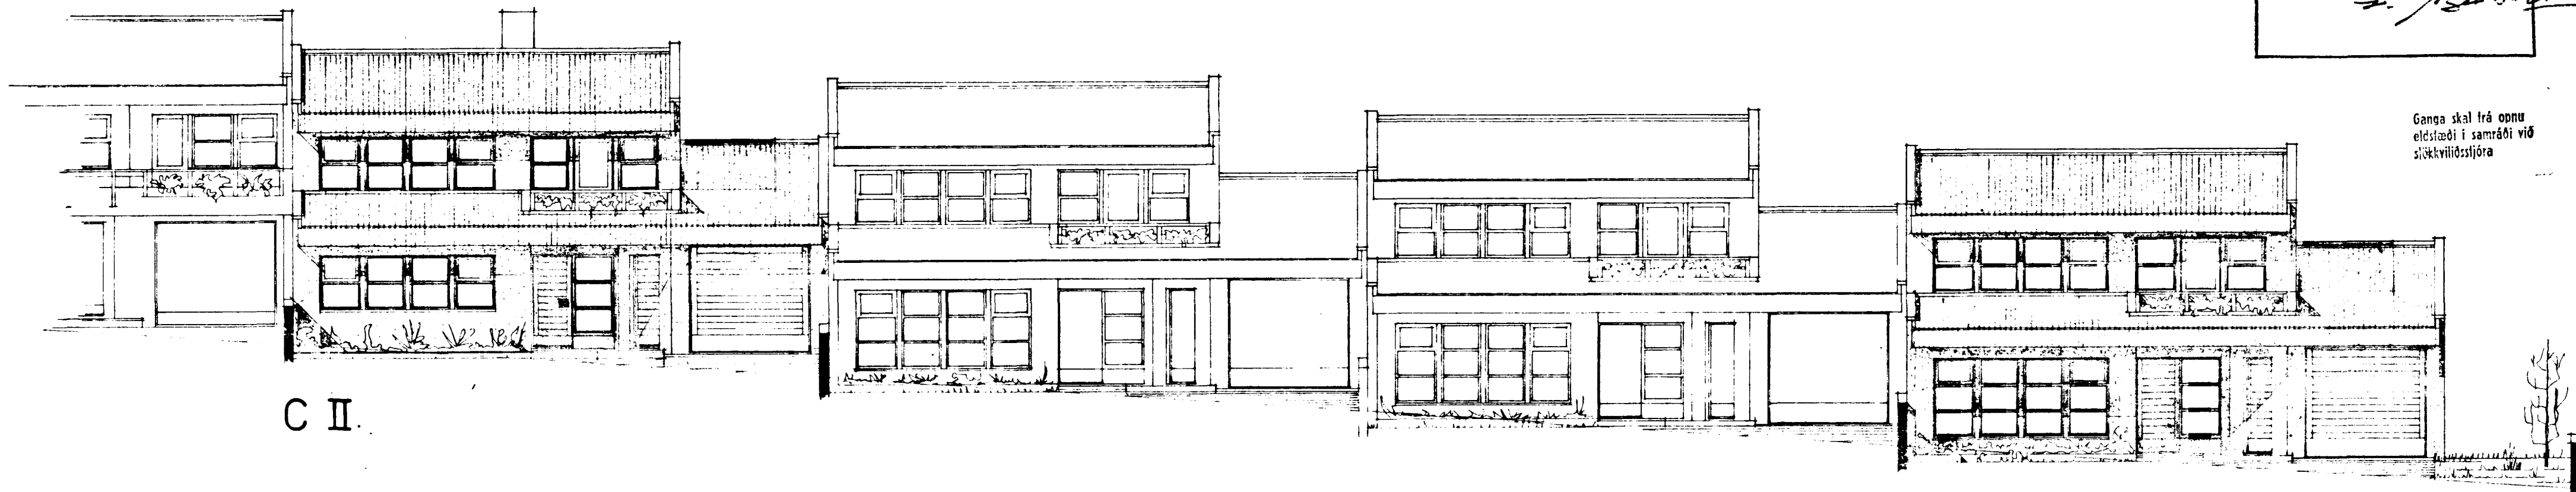 Ganga skal frá opnu
eldstæði í samráði við
slökkviliðsstjóra
C II.